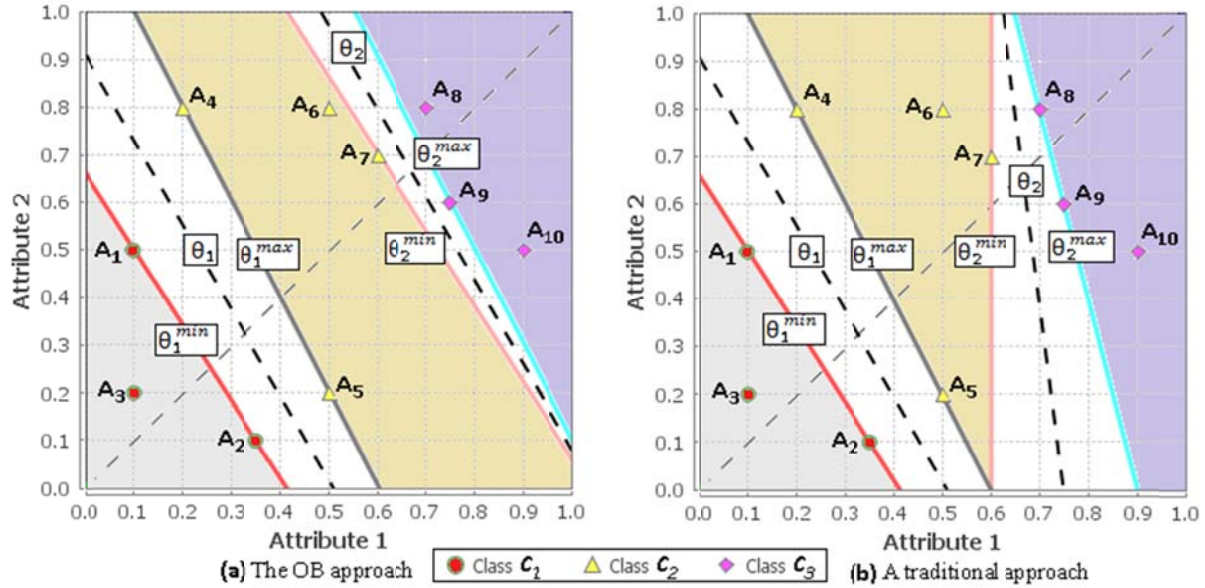 1.0
0.9
0.8
0.7
0.6
0.5
0.4
0.3
0.2
0.1
0.0
Attribute 2
θ₂
A₄
A₆
A₈
A₇
θ₂ᵐᵃˣ
A₉
A₁
θ₁
θ₁ᵐᵃˣ
θ₂ᵐⁱⁿ
A₁₀
θ₁ᵐⁱⁿ
A₃
A₅
A₂
0.0 0.1 0.2 0.3 0.4 0.5 0.6 0.7 0.8 0.9 1.0
Attribute 1
(a) The OB approach
1.0
0.9
0.8
0.7
0.6
0.5
0.4
0.3
0.2
0.1
0.0
Attribute 2
A₄
A₆
A₈
A₇
θ₂
A₉
A₁
θ₁
θ₁ᵐᵃˣ
θ₂ᵐⁱⁿ
θ₂ᵐᵃˣ
A₁₀
θ₁ᵐⁱⁿ
A₃
A₅
A₂
0.0 0.1 0.2 0.3 0.4 0.5 0.6 0.7 0.8 0.9 1.0
Attribute 1
(b) A traditional approach
Class C₁ Class C₂ Class C₃